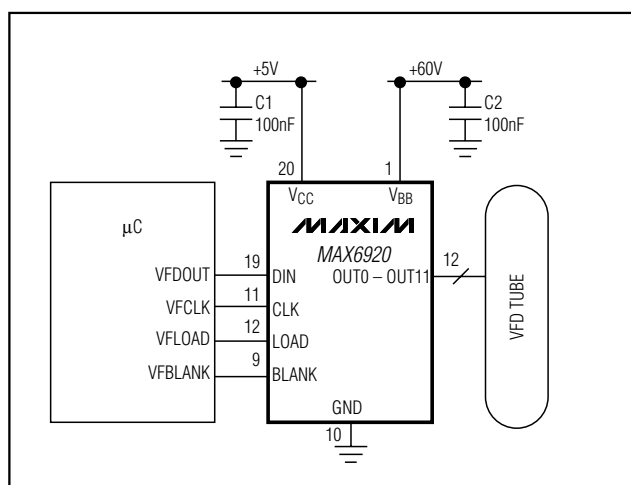 +5V
+60V
C1
100nF
C2
100nF
20
1
VCC
VBB
µC
MAXIM
MAX6920
12
VFDOUT
19
DIN
OUT0 – OUT11
VFCLK
11
CLK
VFLOAD
12
LOAD
VFBLANK
9
BLANK
VFD TUBE
GND
10